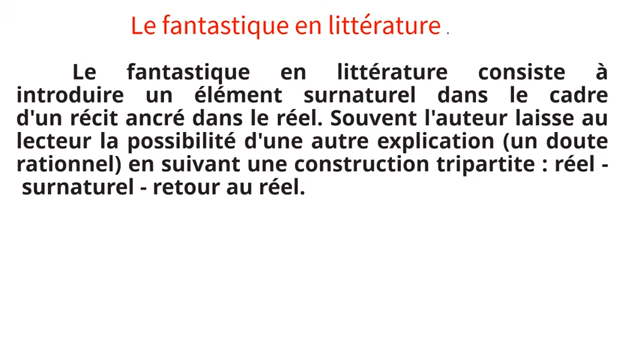 Le fantastique en littérature .
Le fantastique en littérature consiste à
introduire un élément surnaturel dans le cadre
d'un récit ancré dans le réel. Souvent l'auteur laisse au
lecteur la possibilité d'une autre explication (un doute
rationnel) en suivant une construction tripartite : réel -
surnaturel - retour au réel.